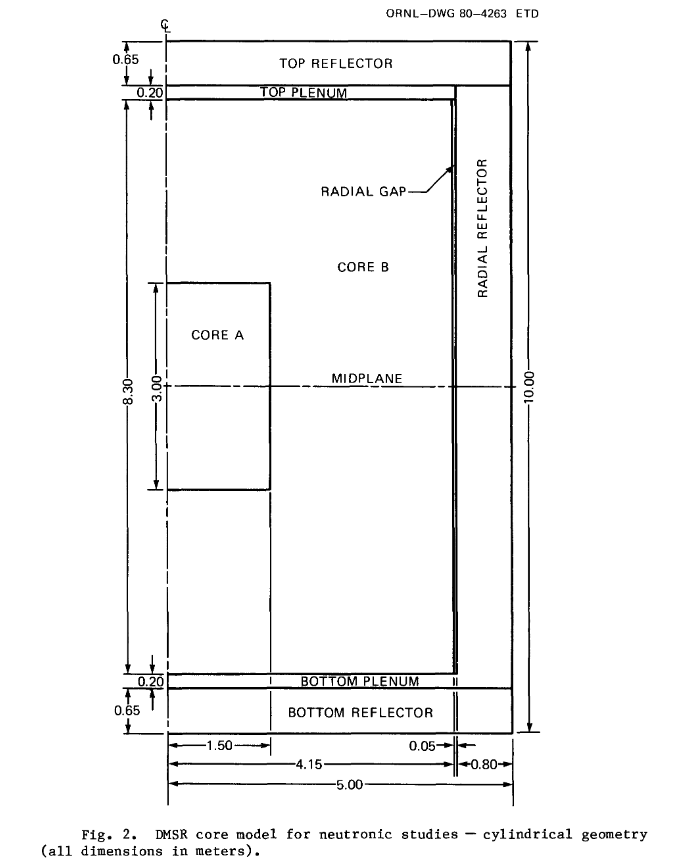 ORNL–DWG 80–4263 ETD
℄
0.65
TOP REFLECTOR
0.20
TOP PLENUM
RADIAL GAP
RADIAL REFLECTOR
CORE B
CORE A
MIDPLANE
8.30
3.00
10.00
0.20
BOTTOM PLENUM
0.65
BOTTOM REFLECTOR
1.50
0.05
4.15
0.80
5.00
Fig. 2. DMSR core model for neutronic studies — cylindrical geometry
(all dimensions in meters).